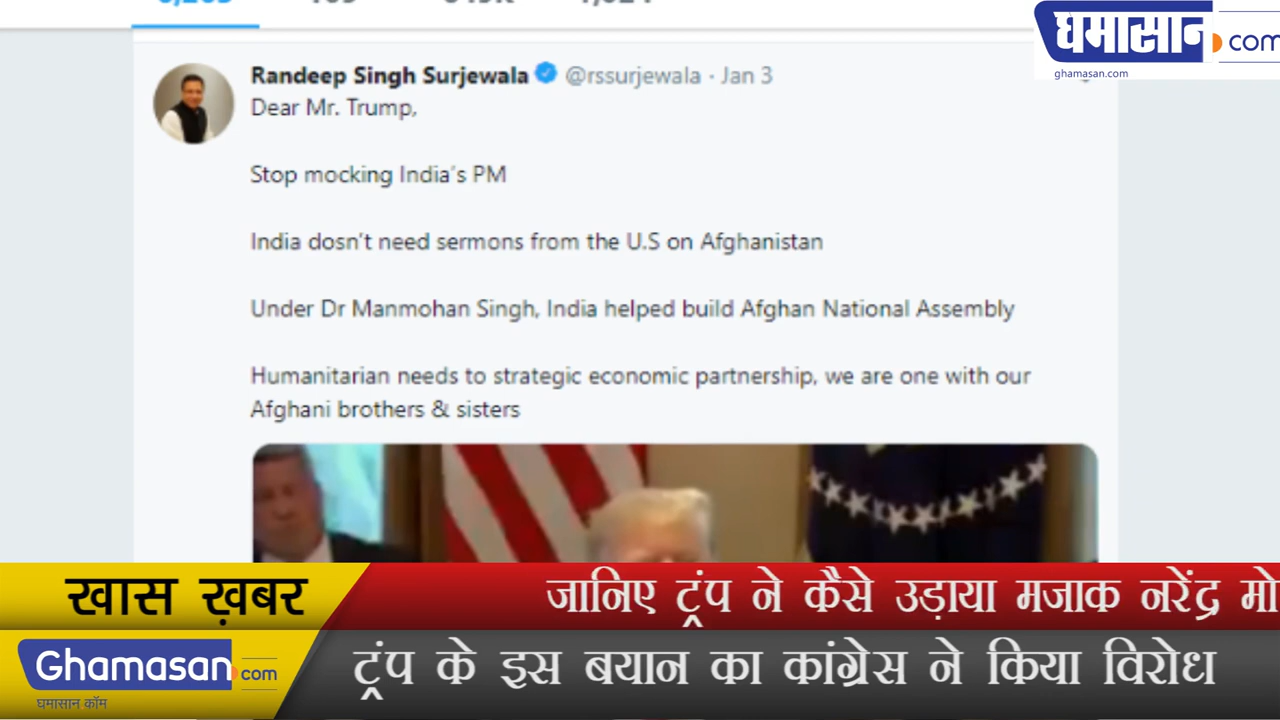 घमासान.com
ghamasan.com
Randeep Singh Surjewala @rssurjewala · Jan 3
Dear Mr. Trump,
Stop mocking India's PM
India dosn't need sermons from the U.S on Afghanistan
Under Dr Manmohan Singh, India helped build Afghan National Assembly
Humanitarian needs to strategic economic partnership, we are one with our
Afghani brothers & sisters
खास ख़बर
जानिए ट्रंप ने कैसे उड़ाया मजाक नरेंद्र मो
Ghamasan.com
घमासान कॉम
ट्रंप के इस बयान का कांग्रेस ने किया विरोध